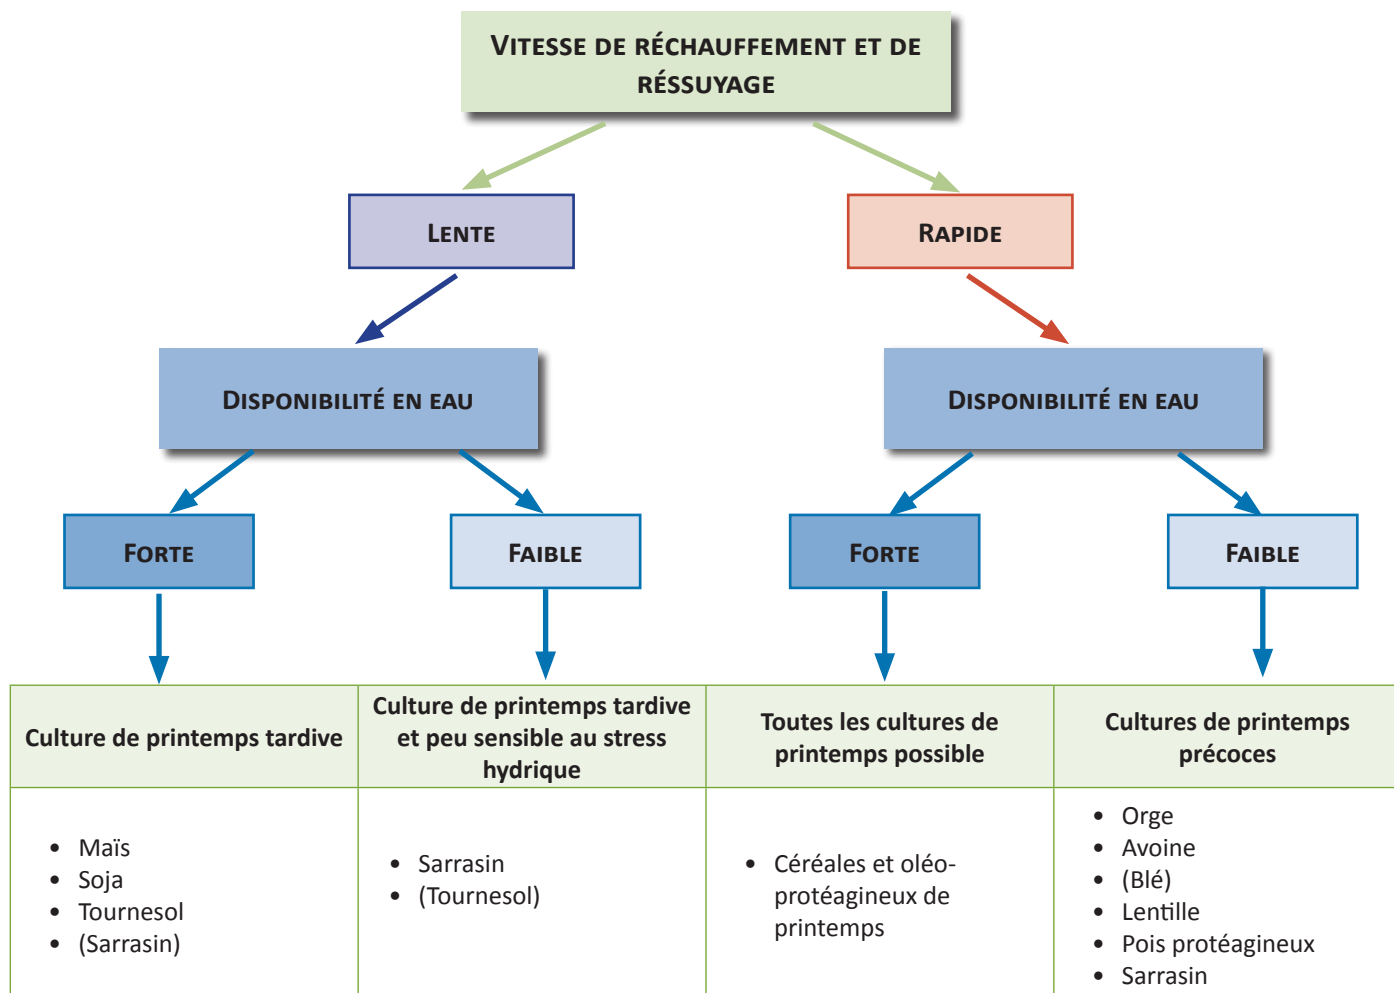 VITESSE DE RÉCHAUFFEMENT ET DE
RÉSSUYAGE
LENTE
RAPIDE
DISPONIBILITÉ EN EAU
DISPONIBILITÉ EN EAU
FORTE
FAIBLE
FORTE
FAIBLE
Culture de printemps tardive
Culture de printemps tardive
et peu sensible au stress
hydrique
Toutes les cultures de
printemps possible
Cultures de printemps
précoces
• Maïs
• Soja
• Tournesol
• (Sarrasin)
• Sarrasin
• (Tournesol)
• Céréales et oléo-
protéagineux de
printemps
• Orge
• Avoine
• (Blé)
• Lentille
• Pois protéagineux
• Sarrasin